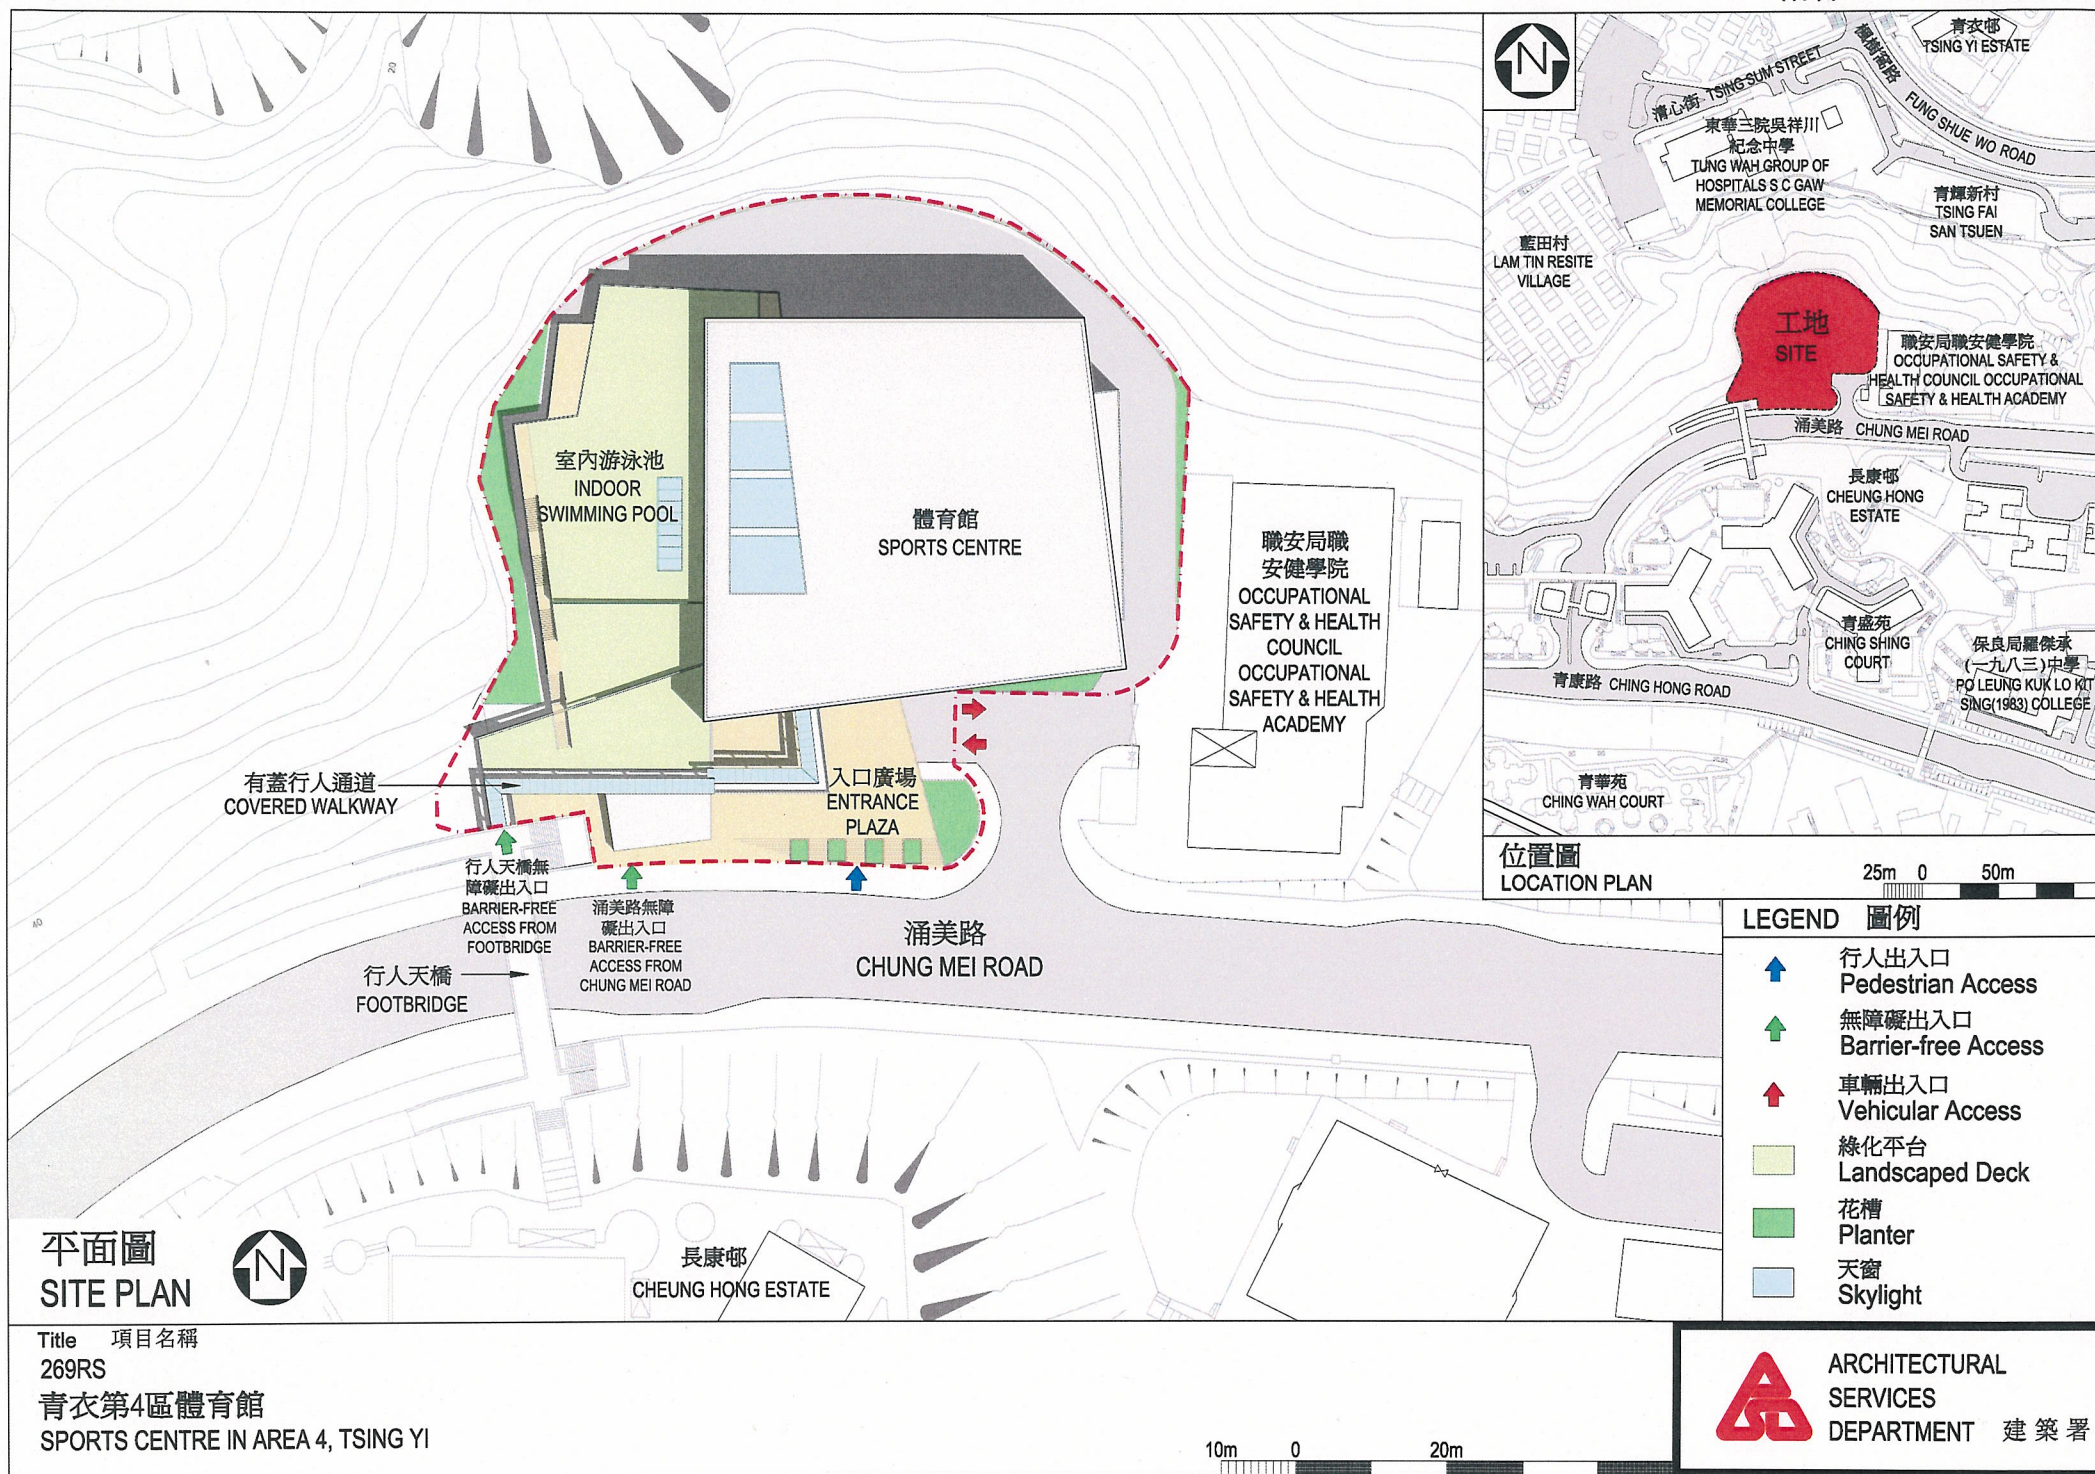 20
40
室內游泳池
INDOOR
SWIMMING POOL
體育館
SPORTS CENTRE
職安局職
安健學院
OCCUPATIONAL
SAFETY & HEALTH
COUNCIL
OCCUPATIONAL
SAFETY & HEALTH
ACADEMY
有蓋行人通道
COVERED WALKWAY
入口廣場
ENTRANCE
PLAZA
行人天橋無
障礙出入口
BARRIER-FREE
ACCESS FROM
FOOTBRIDGE
涌美路無障
礙出入口
BARRIER-FREE
ACCESS FROM
CHUNG MEI ROAD
涌美路
CHUNG MEI ROAD
行人天橋
FOOTBRIDGE
長康邨
CHEUNG HONG ESTATE
平面圖
SITE PLAN
N
N
青衣邨
TSING YI ESTATE
楓樹窩路
FUNG SHUE WO ROAD
清心街 TSING SUM STREET
東華三院吳祥川
紀念中學
TUNG WAH GROUP OF
HOSPITALS S C GAW
MEMORIAL COLLEGE
青輝新村
TSING FAI
SAN TSUEN
藍田村
LAM TIN RESITE
VILLAGE
工地
SITE
職安局職安健學院
OCCUPATIONAL SAFETY &
HEALTH COUNCIL OCCUPATIONAL
SAFETY & HEALTH ACADEMY
涌美路 CHUNG MEI ROAD
長康邨
CHEUNG HONG
ESTATE
青盛苑
CHING SHING
COURT
保良局羅傑承
(一九八三)中學
PO LEUNG KUK LO KIT
SING(1983) COLLEGE
青康路 CHING HONG ROAD
青華苑
CHING WAH COURT
位置圖
LOCATION PLAN
25m 0 50m
LEGEND 圖例
行人出入口
Pedestrian Access
無障礙出入口
Barrier-free Access
車輛出入口
Vehicular Access
綠化平台
Landscaped Deck
花槽
Planter
天窗
Skylight
Title 項目名稱
269RS
青衣第4區體育館
SPORTS CENTRE IN AREA 4, TSING YI
10m 0 20m
ARCHITECTURAL
SERVICES
DEPARTMENT 建築署